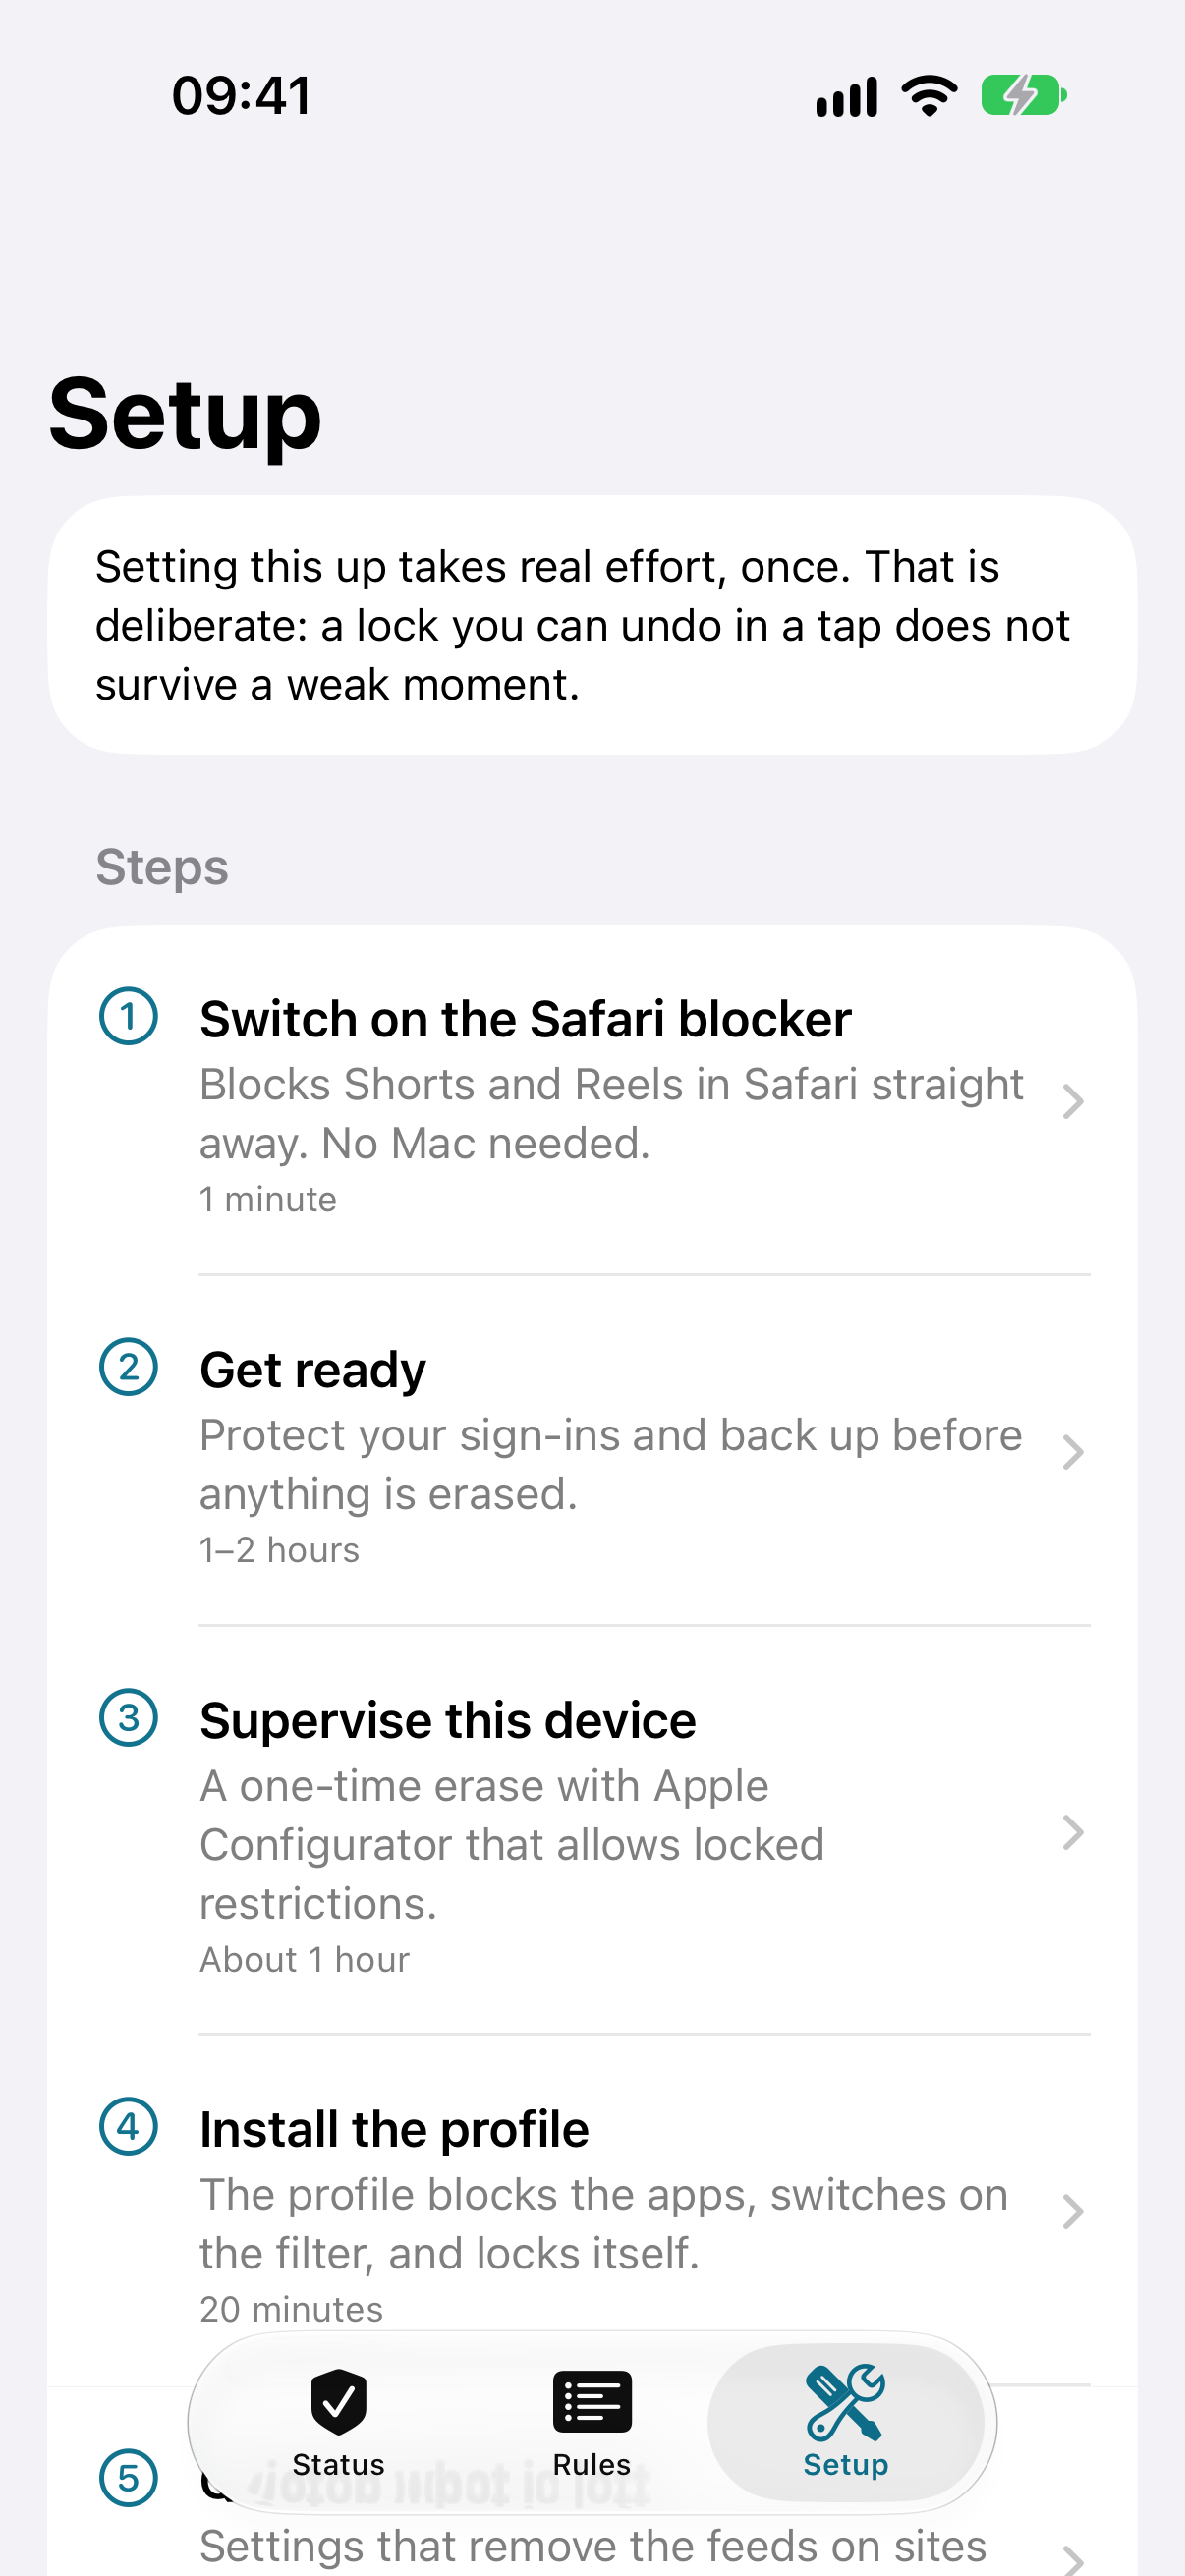 09:41
Setup
Setting this up takes real effort, once. That is
deliberate: a lock you can undo in a tap does not
survive a weak moment.
Steps
1 Switch on the Safari blocker
Blocks Shorts and Reels in Safari straight
away. No Mac needed.
1 minute
2 Get ready
Protect your sign-ins and back up before
anything is erased.
1–2 hours
3 Supervise this device
A one-time erase with Apple
Configurator that allows locked
restrictions.
About 1 hour
4 Install the profile
The profile blocks the apps, switches on
the filter, and locks itself.
20 minutes
5
Settings that remove the feeds on sites
Status Rules Setup